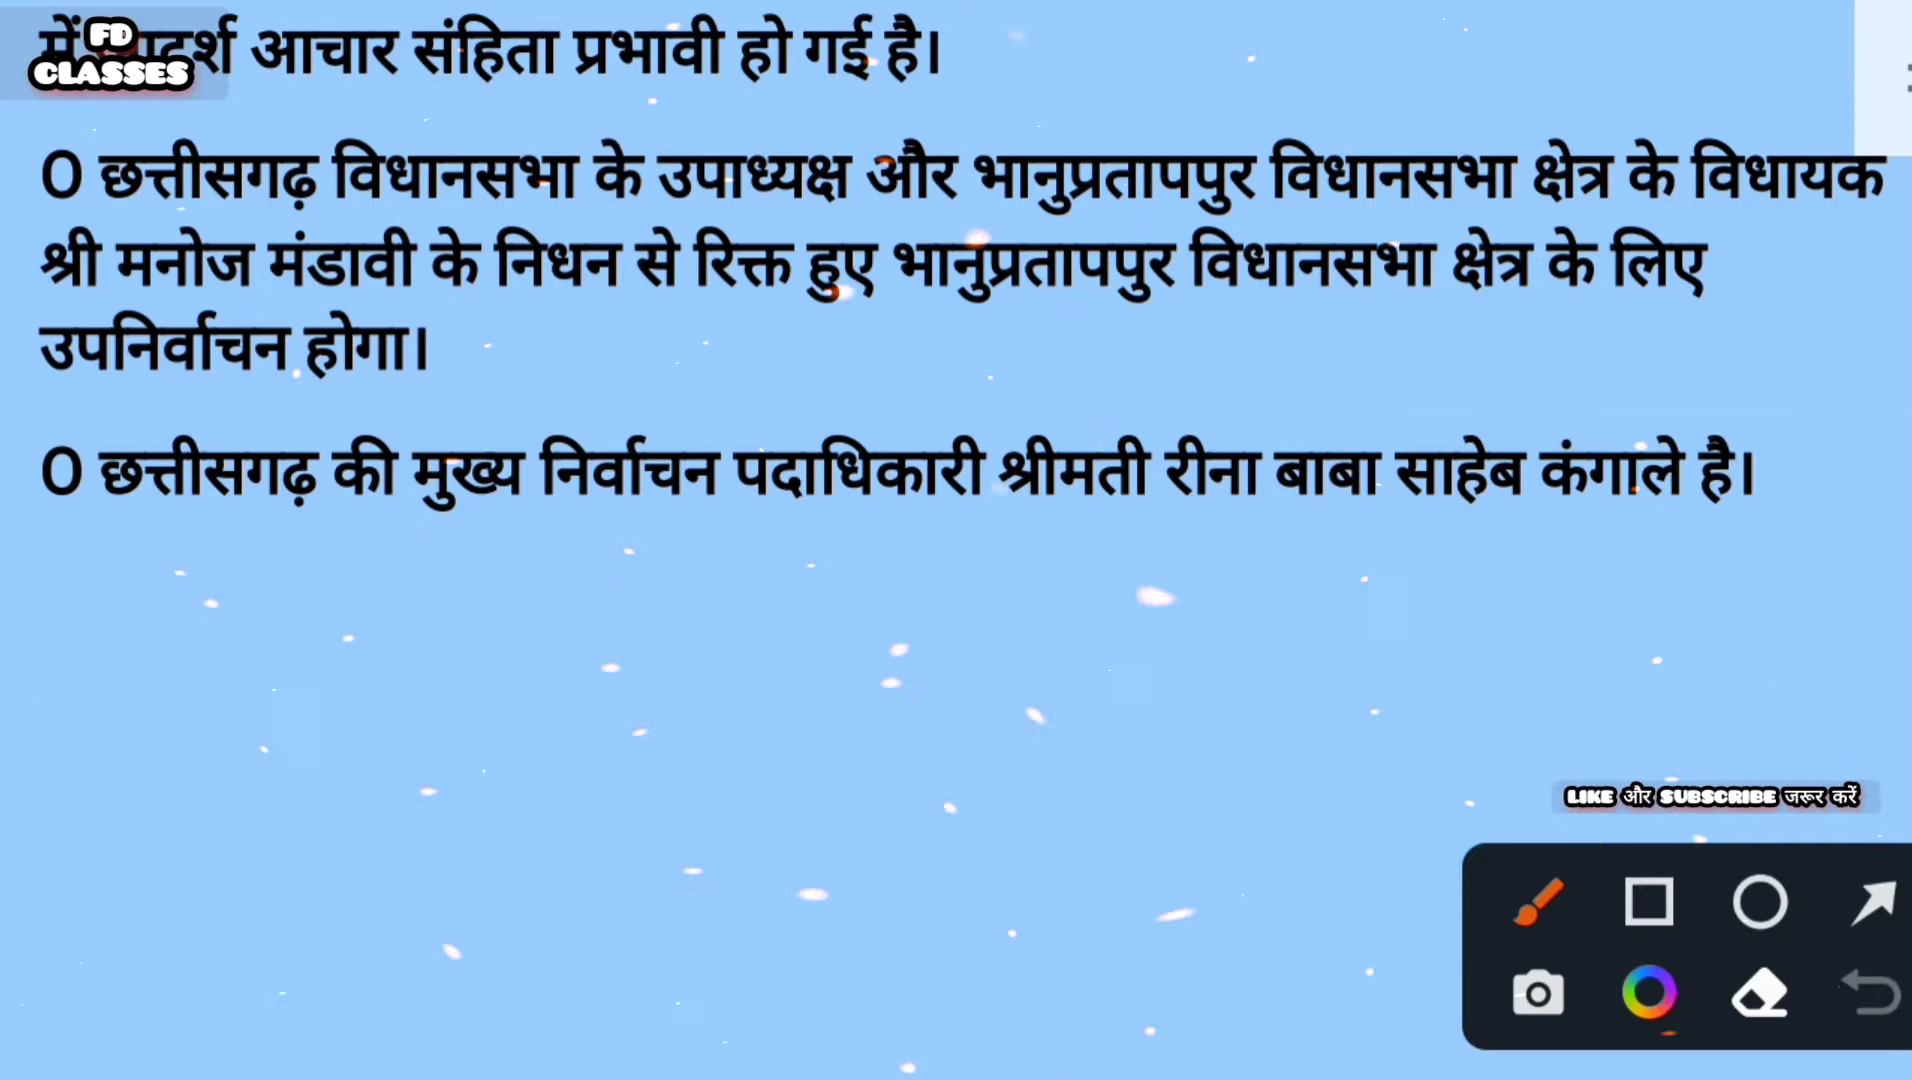 FD
CLASSES
में आदर्श आचार संहिता प्रभावी हो गई है।
O छत्तीसगढ़ विधानसभा के उपाध्यक्ष और भानुप्रतापपुर विधानसभा क्षेत्र के विधायक
श्री मनोज मंडावी के निधन से रिक्त हुए भानुप्रतापपुर विधानसभा क्षेत्र के लिए
उपनिर्वाचन होगा।
O छत्तीसगढ़ की मुख्य निर्वाचन पदाधिकारी श्रीमती रीना बाबा साहेब कंगाले है।
LIKE और SUBSCRIBE जरूर करें